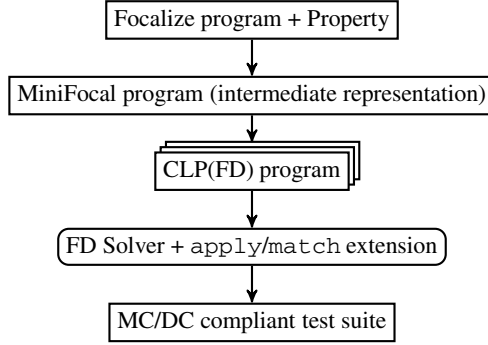 Focalize program + Property
MiniFocal program (intermediate representation)
CLP(FD) program
FD Solver + apply/match extension
MC/DC compliant test suite